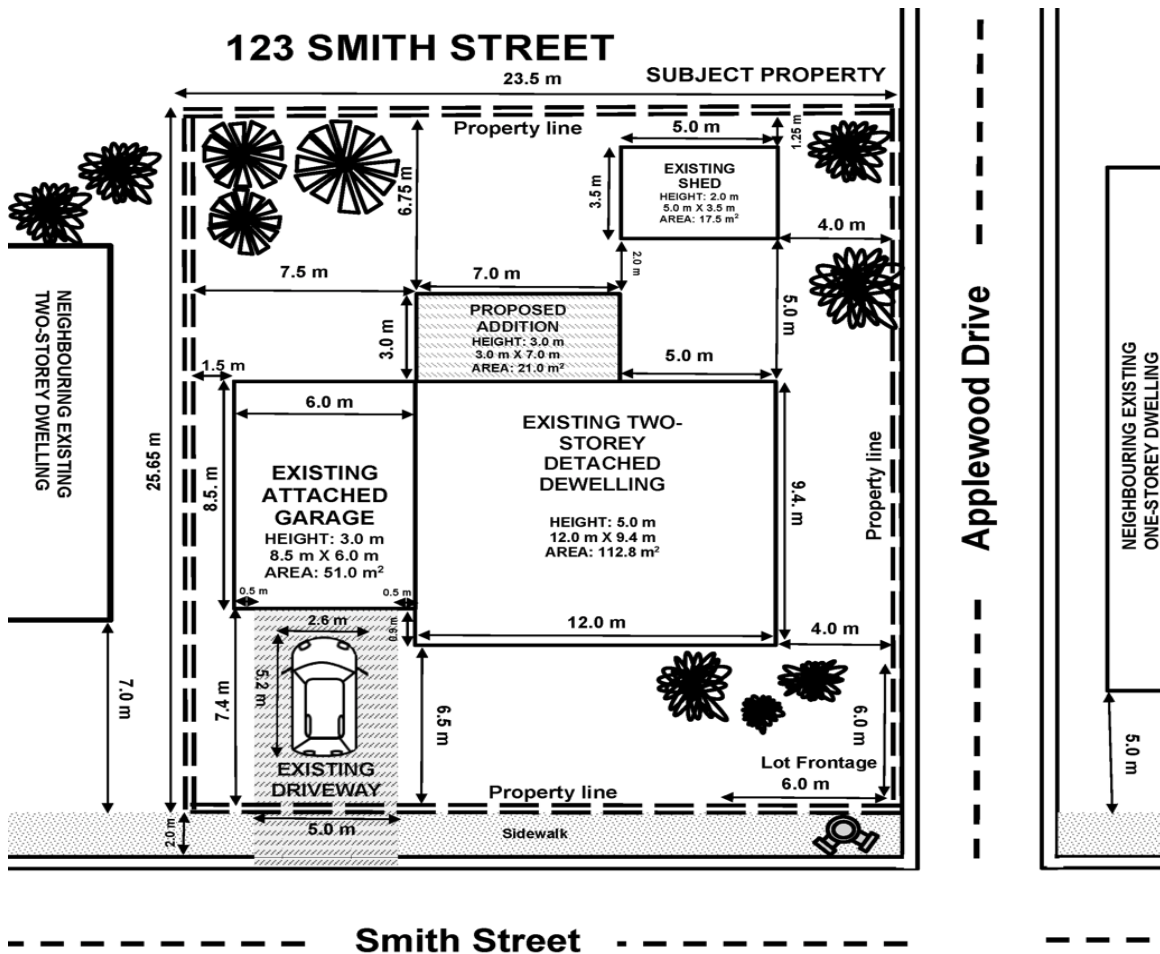 123 SMITH STREET
SUBJECT PROPERTY
23.5 m
Property line
5.0 m
1.25 m
EXISTING
SHED
HEIGHT: 2.0 m
5.0 m X 3.5 m
AREA: 17.5 m²
3.5 m
6.75 m
4.0 m
2.0 m
7.5 m
7.0 m
5.0 m
PROPOSED
ADDITION
HEIGHT: 3.0 m
3.0 m X 7.0 m
AREA: 21.0 m²
3.0 m
5.0 m
1.5 m
6.0 m
NEIGHBOURING EXISTING
TWO-STOREY DWELLING
25.65 m
8.5. m
EXISTING
ATTACHED
GARAGE
HEIGHT: 3.0 m
8.5 m X 6.0 m
AREA: 51.0 m²
EXISTING TWO-
STOREY
DETACHED
DEWELLING
HEIGHT: 5.0 m
12.0 m X 9.4 m
AREA: 112.8 m²
9.4. m
Property line
Applewood Drive
NEIGHBOURING EXISTING
ONE-STOREY DWELLING
0.5 m
0.5 m
2.6 m
0.9 m
12.0 m
4.0 m
7.0 m
7.4 m
5.2 m
6.5 m
6.0 m
5.0 m
EXISTING
DRIVEWAY
Lot Frontage
6.0 m
Property line
2.0 m
5.0 m
Sidewalk
Smith Street